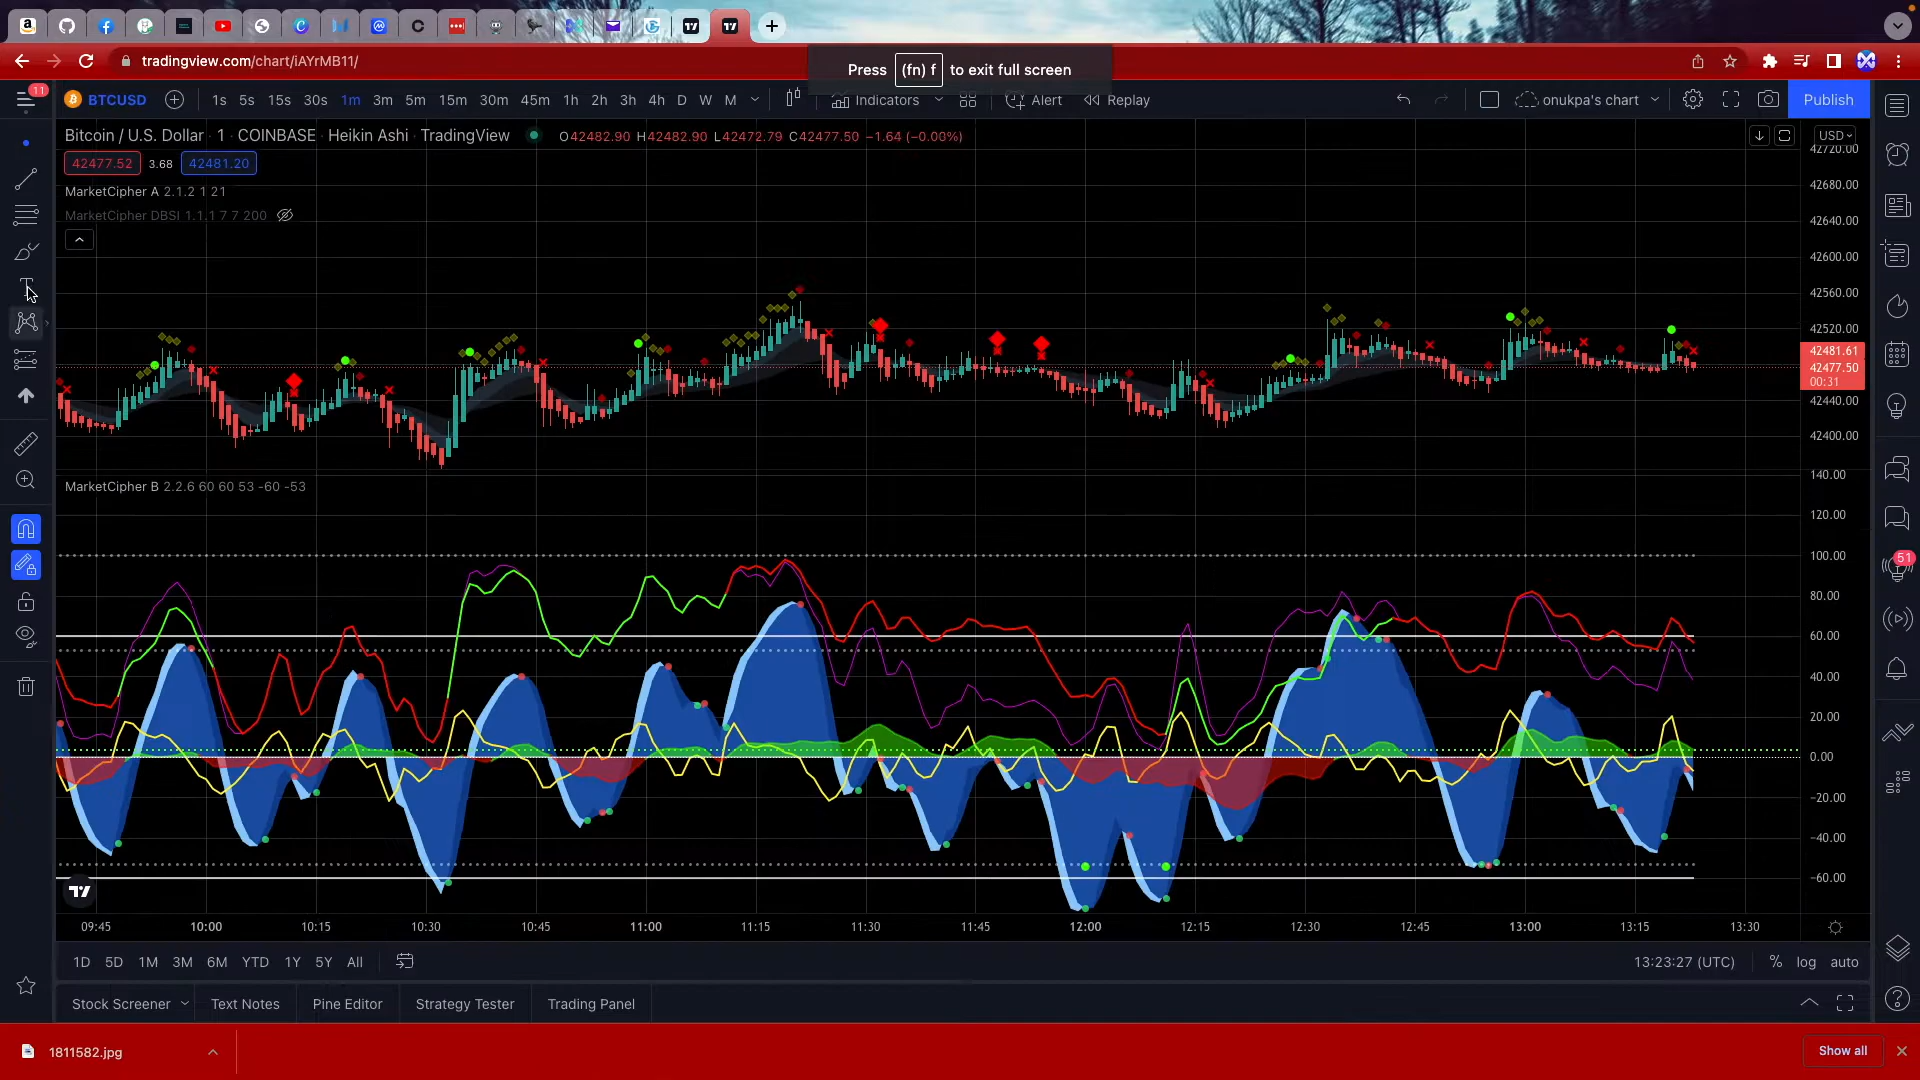 tradingview.com/chart/iAYrMB11/
Press (fn) f to exit full screen
11
BTCUSD
1s 5s 15s 30s 1m 3m 5m 15m 30m 45m 1h 2h 3h 4h D W M
Indicators
Alert
Replay
onukpa's chart
Publish
Bitcoin / U.S. Dollar · 1 · COINBASE · Heikin Ashi · TradingView
O42482.90 H42482.90 L42472.79 C42477.50 −1.64 (−0.00%)
USD
42477.52 3.68 42481.20
MarketCipher A 2.1.2 1 21
MarketCipher DBSI 1.1.1 7 7 200
42720.00
42680.00
42640.00
42600.00
42560.00
42520.00
42481.61
42477.50
00:31
42440.00
42400.00
MarketCipher B 2.2.6 60 60 53 -60 -53
140.00
120.00
100.00
80.00
60.00
40.00
20.00
0.00
−20.00
−40.00
−60.00
51
09:45 10:00 10:15 10:30 10:45 11:00 11:15 11:30 11:45 12:00 12:15 12:30 12:45 13:00 13:15 13:30
1D 5D 1M 3M 6M YTD 1Y 5Y All
13:23:27 (UTC) % log auto
Stock Screener Text Notes Pine Editor Strategy Tester Trading Panel
1811582.jpg
Show all